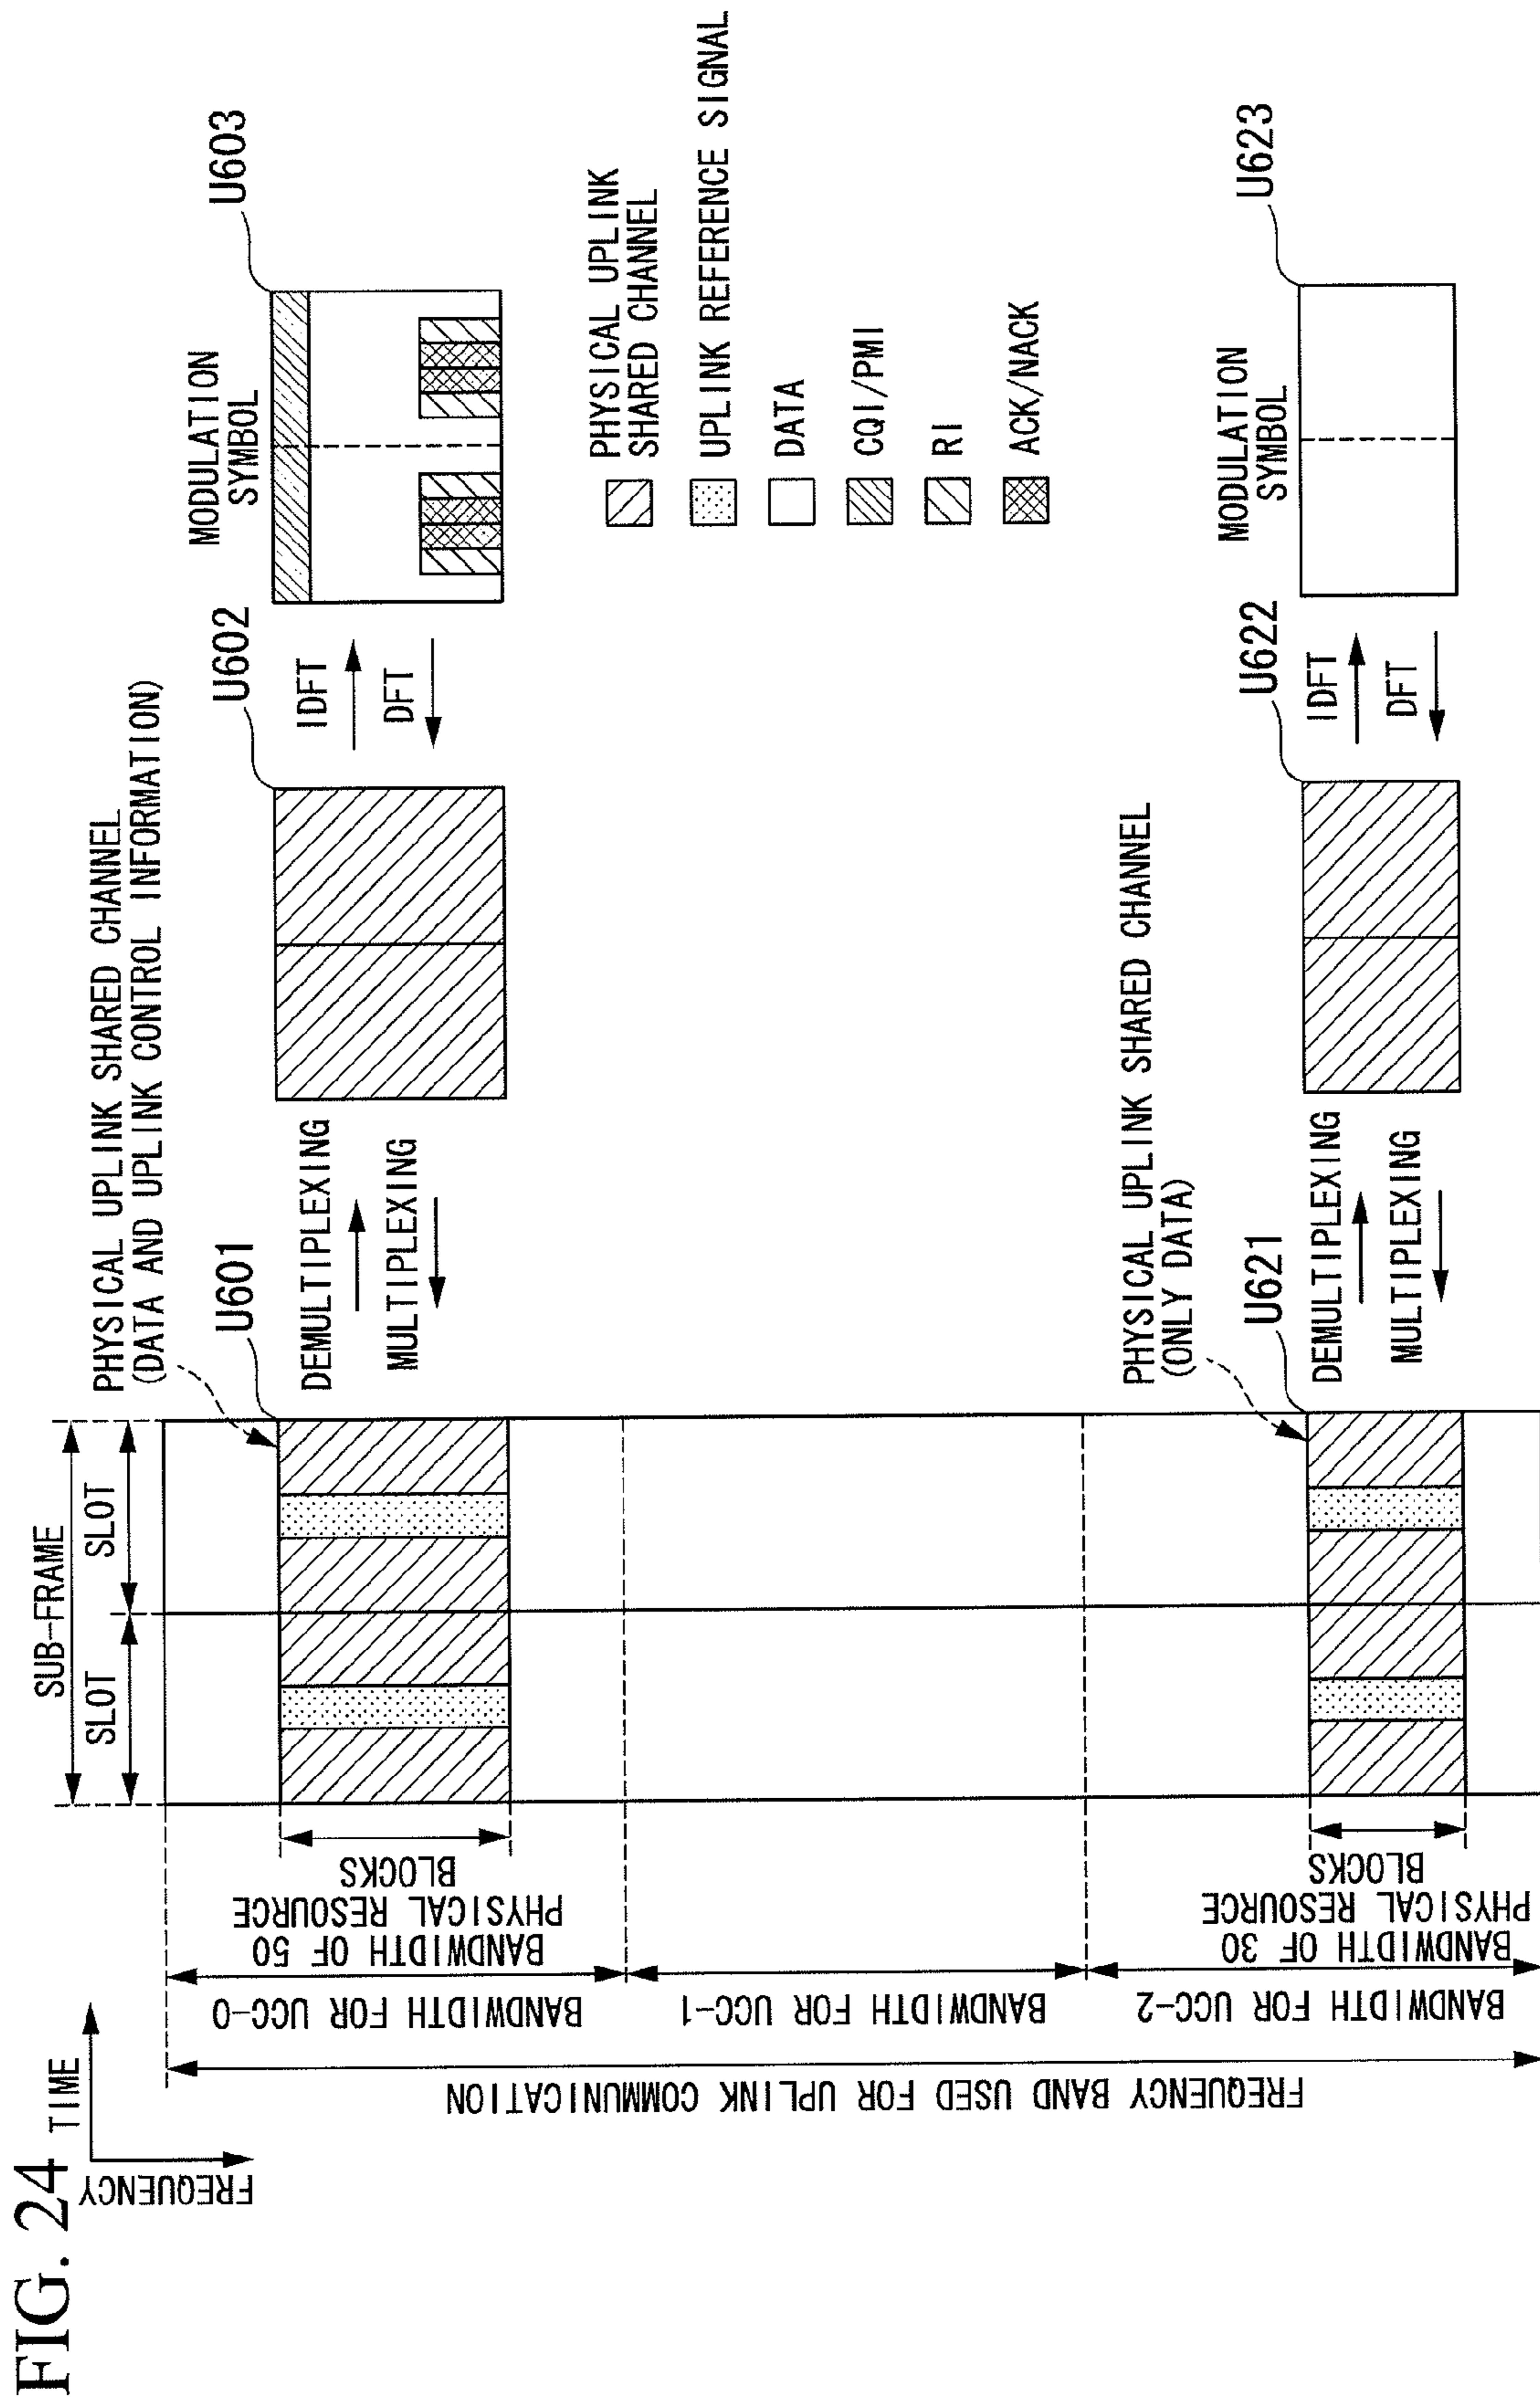 FIG. 24
TIME
FREQUENCY
SUB-FRAME
SLOT
SLOT
FREQUENCY BAND USED FOR UPLINK COMMUNICATION
BANDWIDTH FOR UCC-0
BANDWIDTH FOR UCC-1
BANDWIDTH FOR UCC-2
BANDWIDTH OF 50
PHYSICAL RESOURCE
BLOCKS
BANDWIDTH OF 30
PHYSICAL RESOURCE
BLOCKS
PHYSICAL UPLINK SHARED CHANNEL
(DATA AND UPLINK CONTROL INFORMATION)
U601
DEMULTIPLEXING
MULTIPLEXING
U602
IDFT
DFT
MODULATION
SYMBOL
U603
PHYSICAL UPLINK
SHARED CHANNEL
UPLINK REFERENCE SIGNAL
DATA
CQI/PMI
RI
ACK/NACK
PHYSICAL UPLINK SHARED CHANNEL
(ONLY DATA)
U621
DEMULTIPLEXING
MULTIPLEXING
U622
IDFT
DFT
MODULATION
SYMBOL
U623